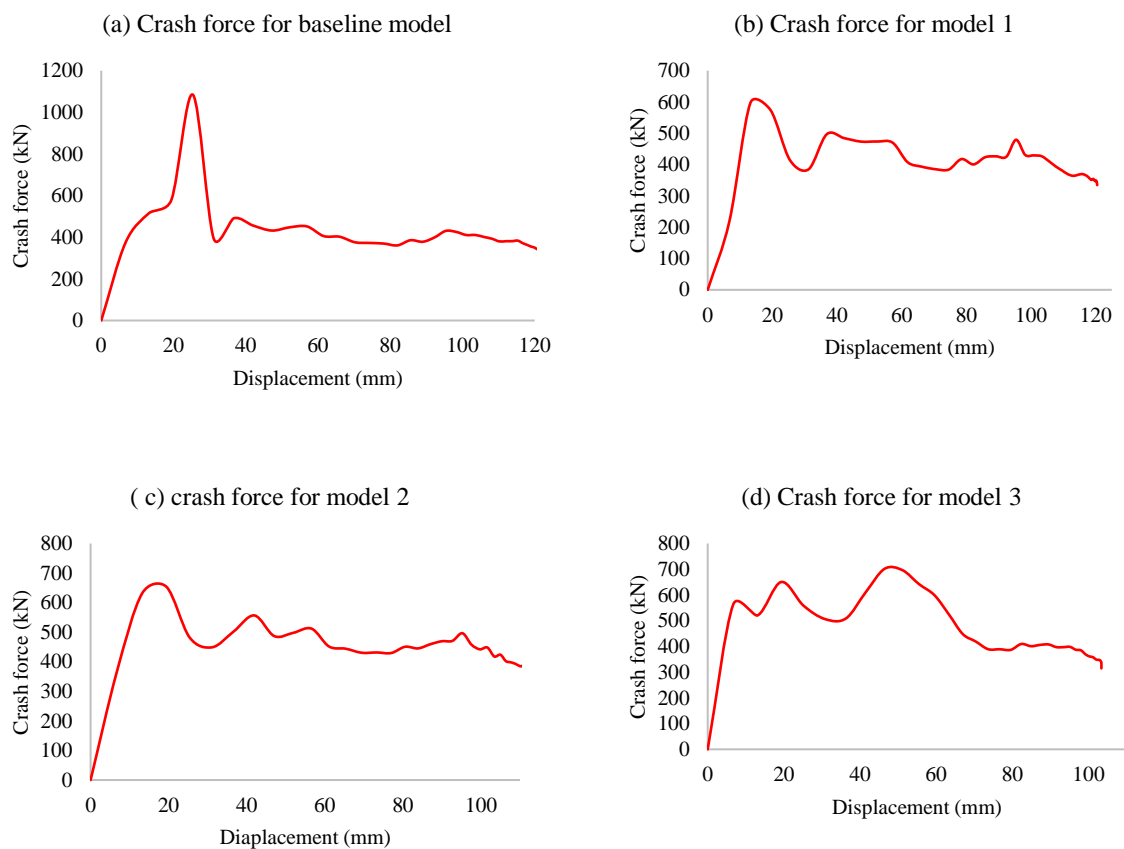 (a) Crash force for baseline model
1200
1000
800
600
400
200
0
Crash force (kN)
0 20 40 60 80 100 120
Displacement (mm)
(b) Crash force for model 1
700
600
500
400
300
200
100
0
Crash force (kN)
0 20 40 60 80 100 120
Displacement (mm)
( c) crash force for model 2
800
700
600
500
400
300
200
100
0
Crash force (kN)
0 20 40 60 80 100
Diaplacement (mm)
(d) Crash force for model 3
800
700
600
500
400
300
200
100
0
Crash force (kN)
0 20 40 60 80 100
Displacement (mm)